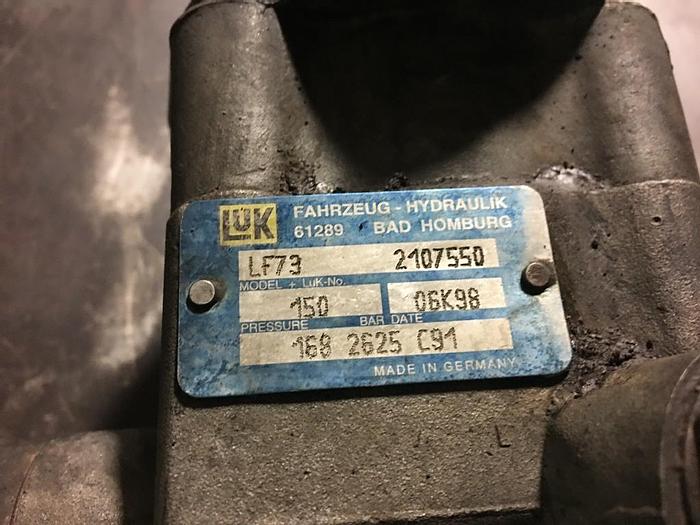 LuK FAHRZEUG - HYDRAULIK
61289 BAD HOMBURG
LF73 2107550
MODEL + LuK-No.
150 06K98
PRESSURE BAR DATE
168 2625 C91
MADE IN GERMANY
L